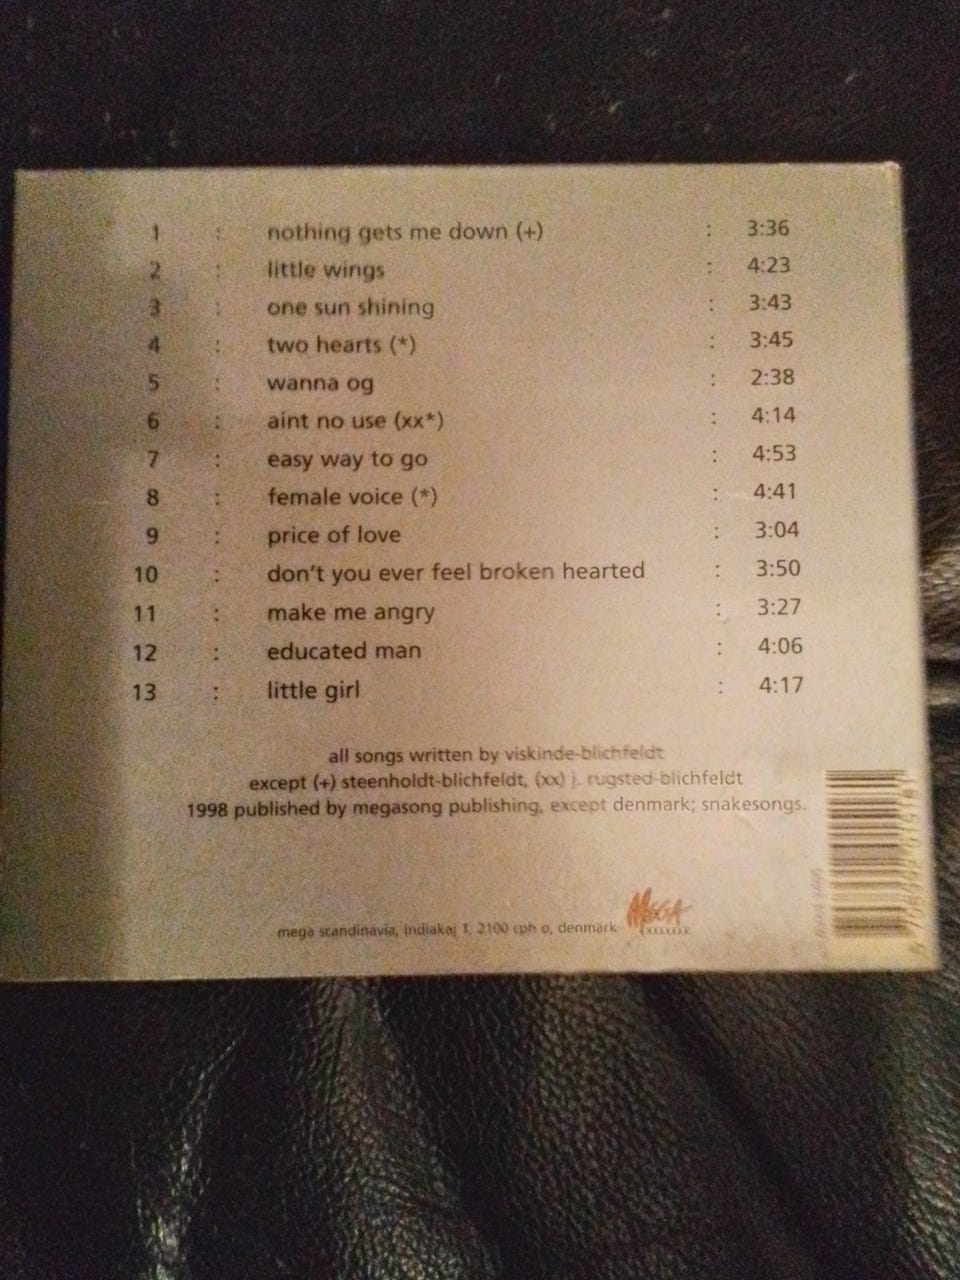 1 : nothing gets me down (+) : 3:36
2 : little wings : 4:23
3 : one sun shining : 3:43
4 : two hearts (*) : 3:45
5 : wanna og : 2:38
6 : aint no use (xx*) : 4:14
7 : easy way to go : 4:53
8 : female voice (*) : 4:41
9 : price of love : 3:04
10 : don't you ever feel broken hearted : 3:50
11 : make me angry : 3:27
12 : educated man : 4:06
13 : little girl : 4:17
all songs written by viskinde-blichfeldt
except (+) steenholdt-blichfeldt, (xx) j. rugsted-blichfeldt
1998 published by megasong publishing, except denmark; snakesongs.
mega scandinavia, indiakaj 1, 2100 cph o, denmark
MEGA